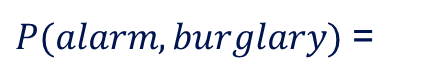 P(alarm, burglary) =